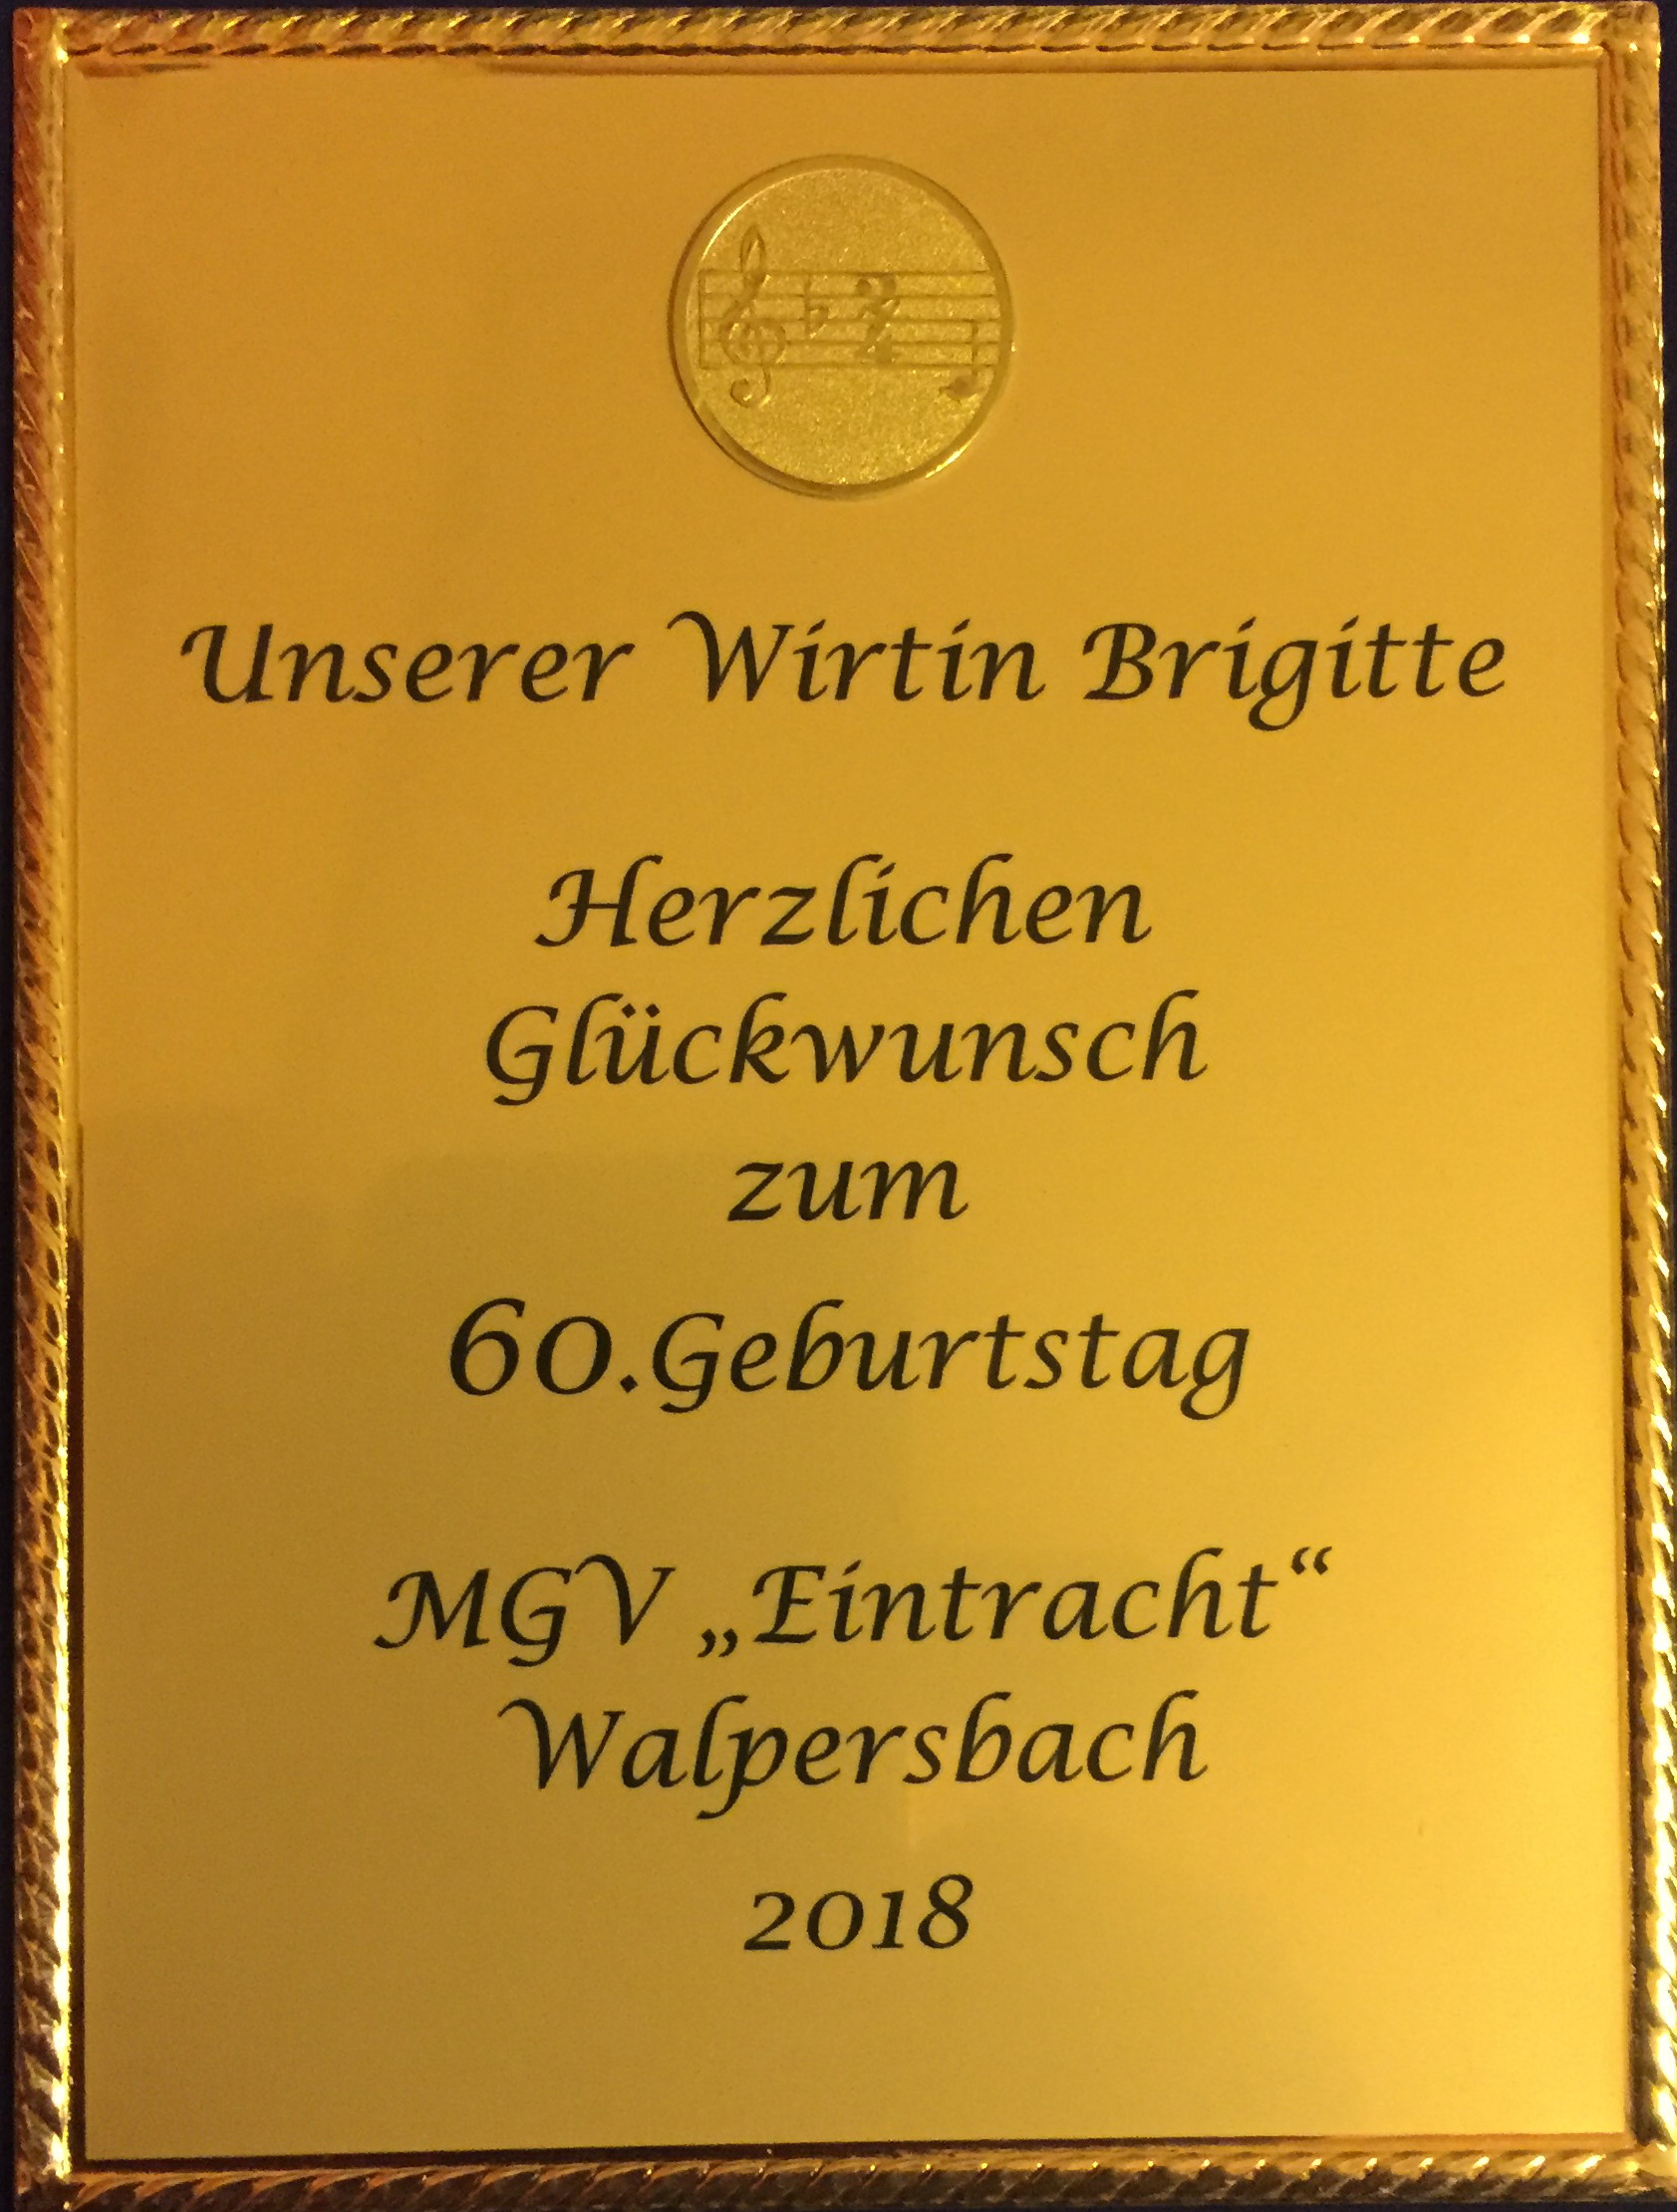 Unserer Wirtin Brigitte
Herzlichen
Glückwunsch
zum
60.Geburtstag
MGV „Eintracht“
Walpersbach
2018